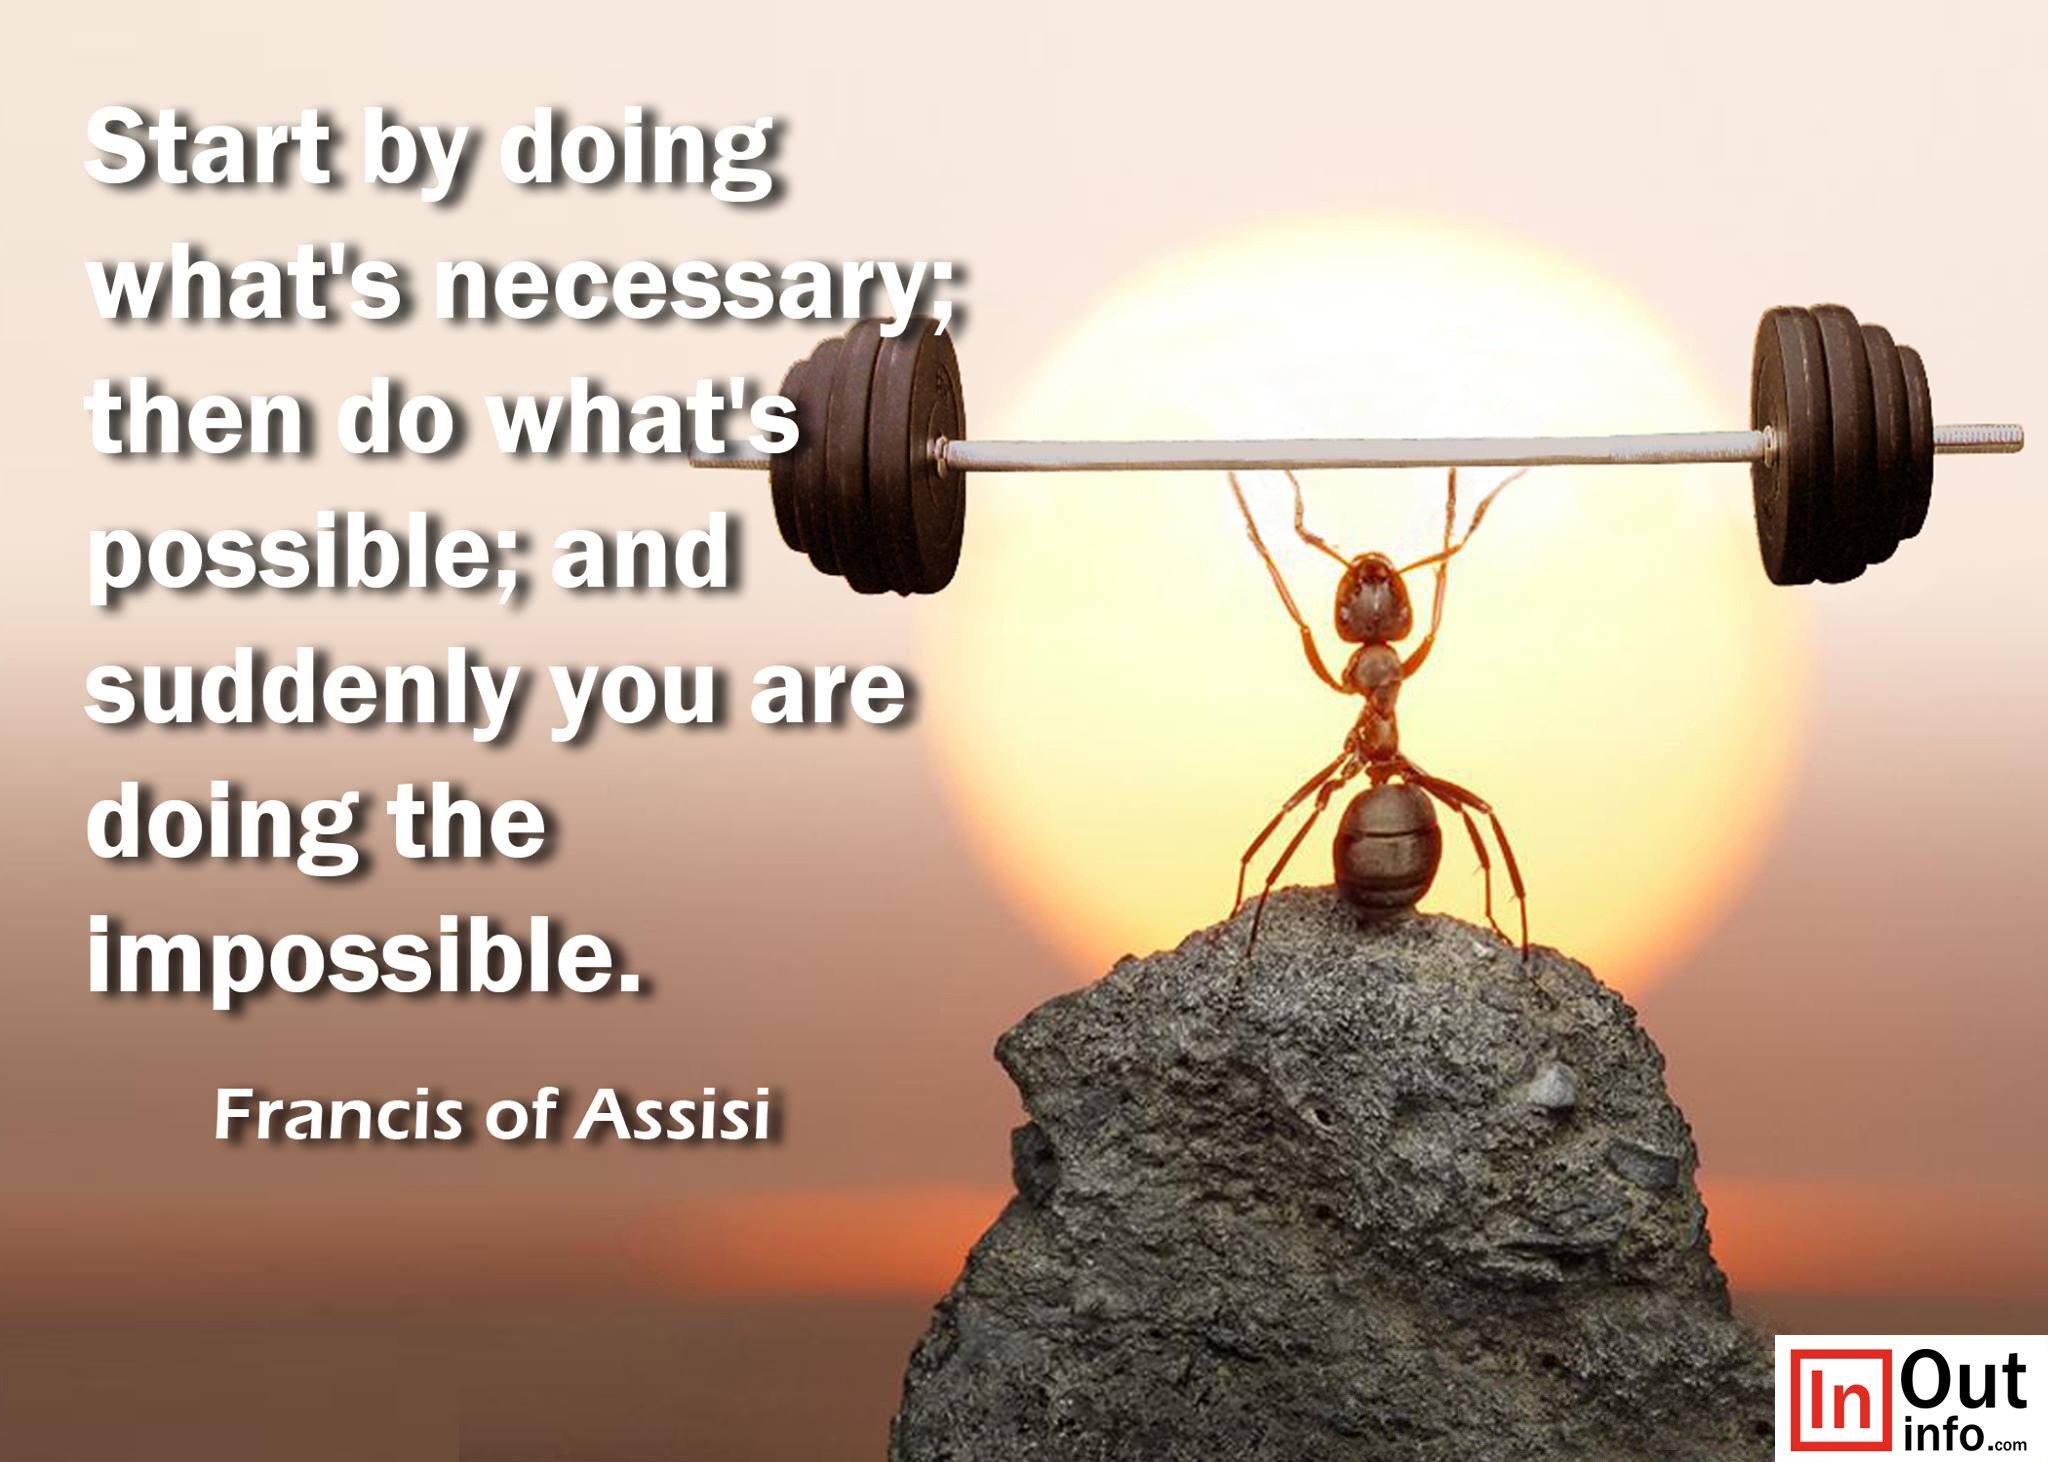 Start by doing
what's necessary;
then do what's
possible; and
suddenly you are
doing the
impossible.
Francis of Assisi
In Out
info.com